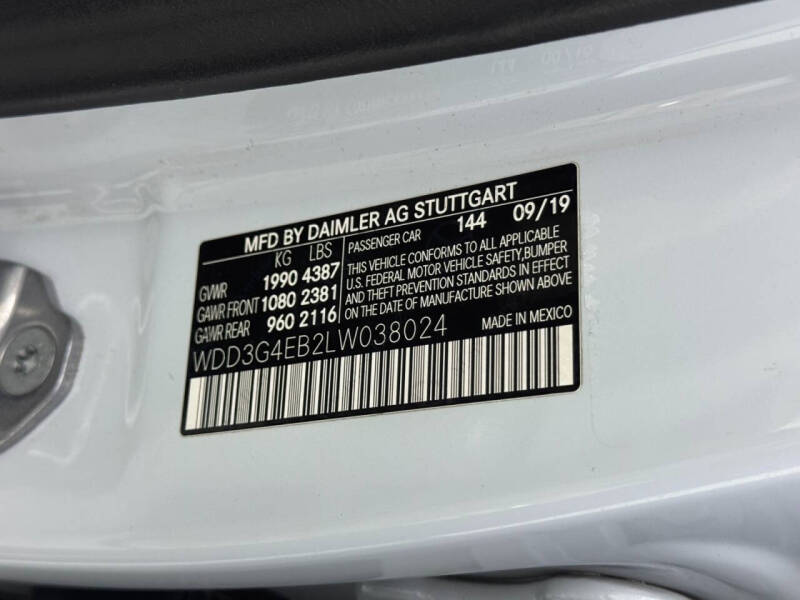 MFD BY DAIMLER AG STUTTGART
KG LBS
GVWR 1990 4387
GAWR FRONT 1080 2381
GAWR REAR 960 2116
PASSENGER CAR 144 09/19
THIS VEHICLE CONFORMS TO ALL APPLICABLE
U.S. FEDERAL MOTOR VEHICLE SAFETY, BUMPER
AND THEFT PREVENTION STANDARDS IN EFFECT
ON THE DATE OF MANUFACTURE SHOWN ABOVE
WDD3G4EB2LW038024
MADE IN MEXICO